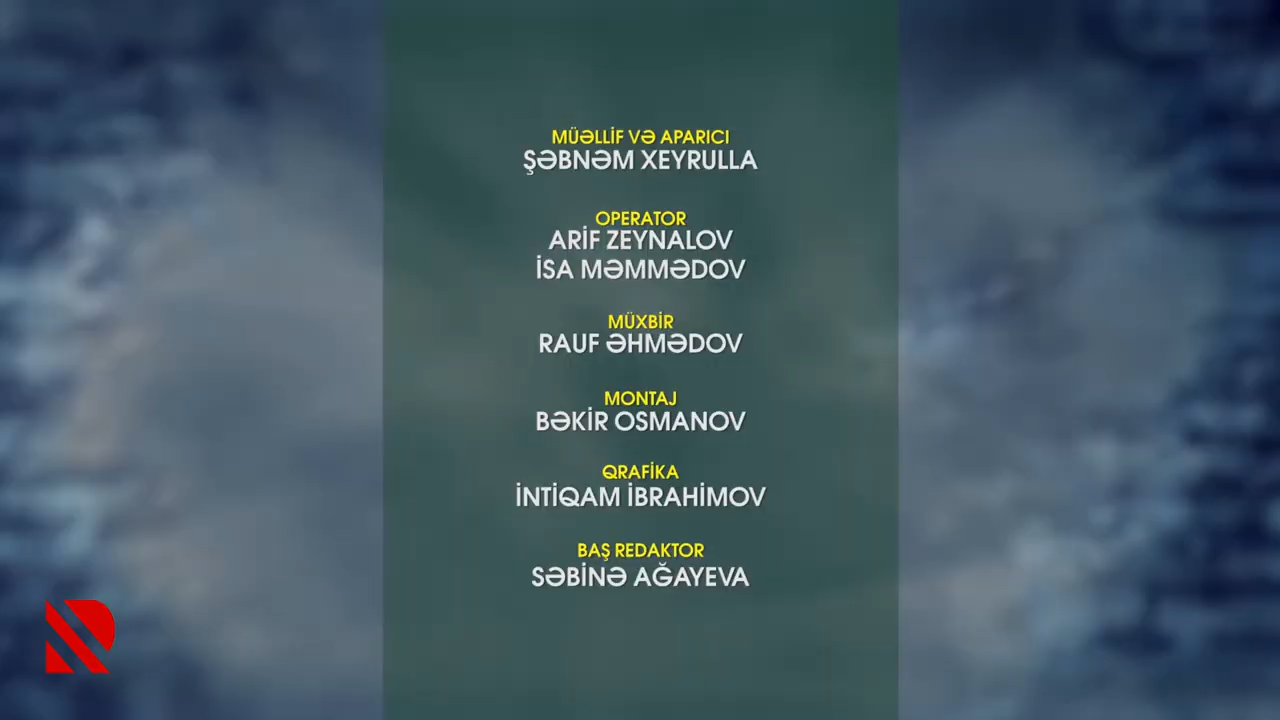 MÜƏLLİF VƏ APARICI
ŞƏBNƏM XEYRULLA
OPERATOR
ARİF ZEYNALOV
İSA MƏMMƏDOV
MÜXBİR
RAUF ƏHMƏDOV
MONTAJ
BƏKİR OSMANOV
QRAFİKA
İNTİQAM İBRAHİMOV
BAŞ REDAKTOR
SƏBİNƏ AĞAYEVA